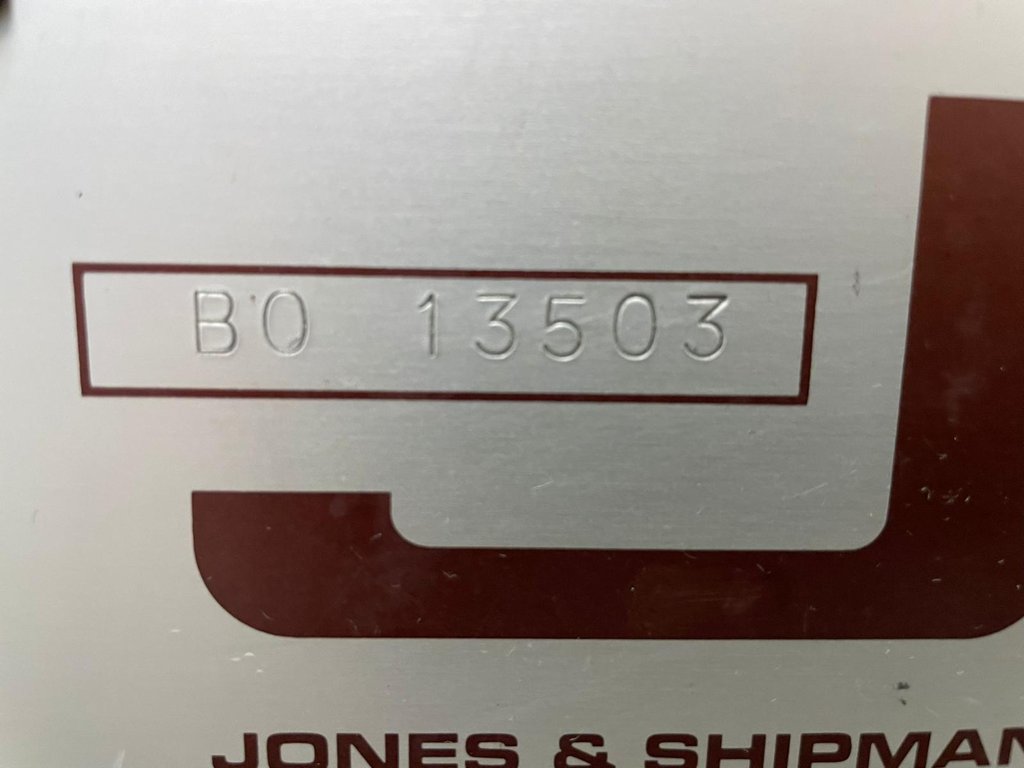 BO 13503
JONES & SHIPMAN